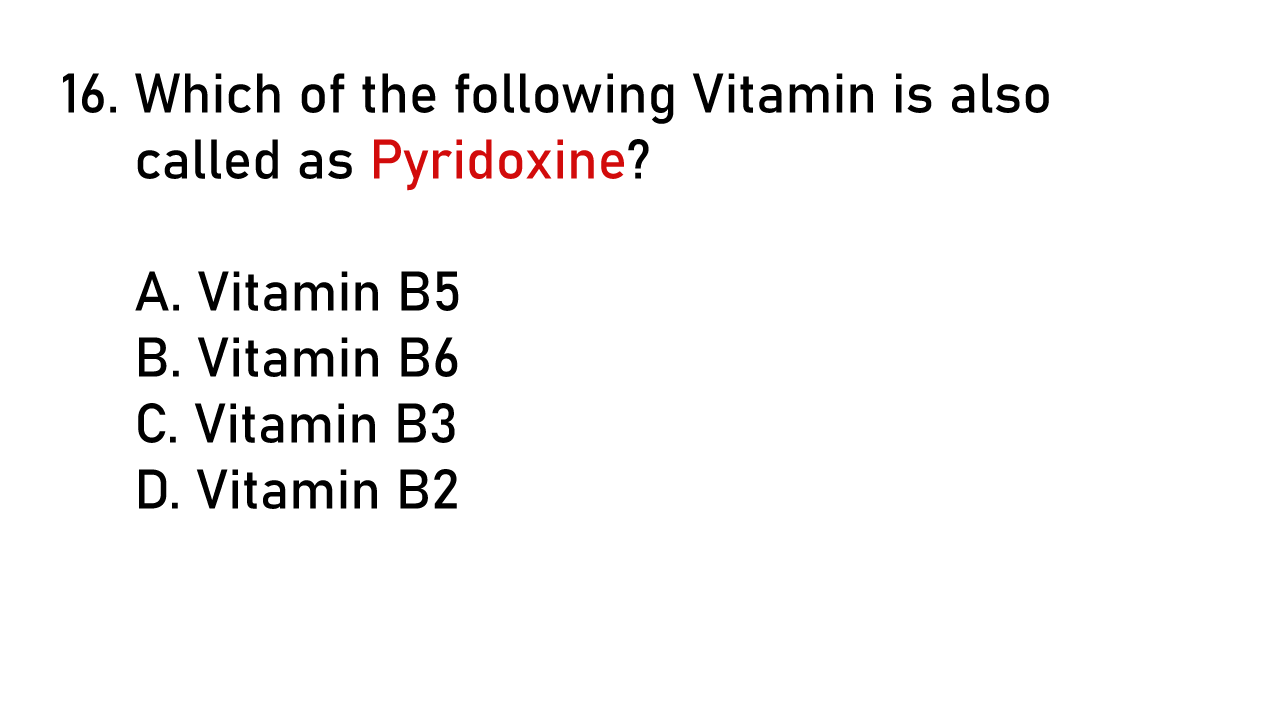 16. Which of the following Vitamin is also
called as Pyridoxine?
A. Vitamin B5
B. Vitamin B6
C. Vitamin B3
D. Vitamin B2